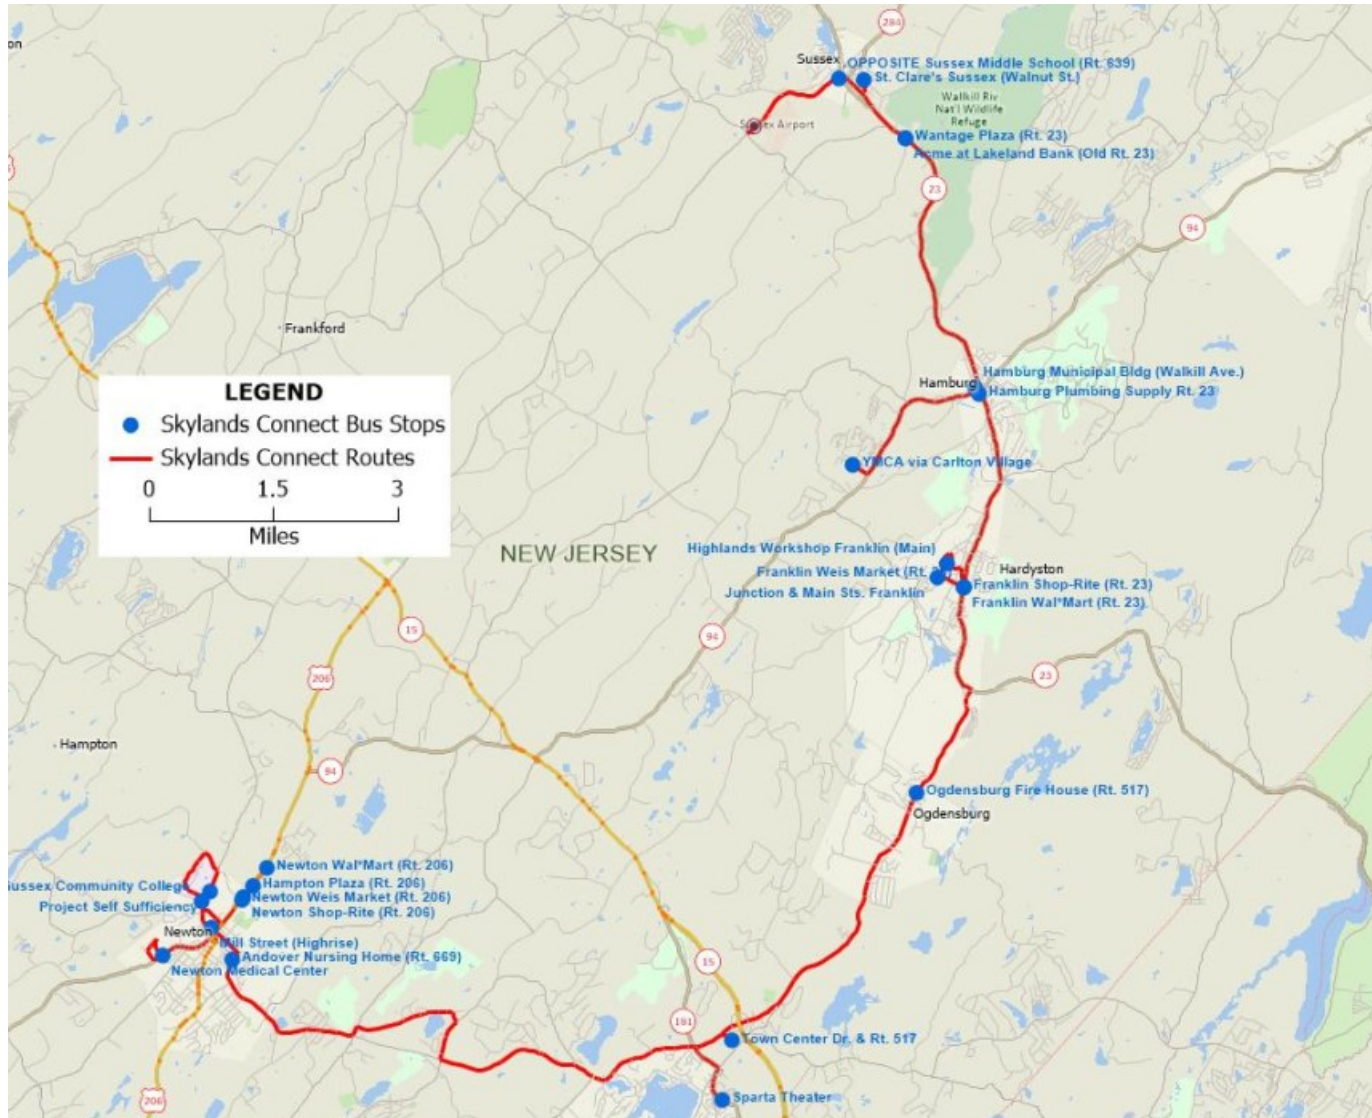 on
284
Sussex
OPPOSITE Sussex Middle School (Rt. 639)
St. Clare's Sussex (Walnut St.)
Wallkill Riv
Nat'l Wildlife
Refuge
Sussex Airport
Wantage Plaza (Rt. 23)
Acme at Lakeland Bank (Old Rt. 23)
23
94
Frankford
LEGEND
Skylands Connect Bus Stops
Skylands Connect Routes
0 1.5 3
Miles
Hamburg
Hamburg Municipal Bldg (Walkill Ave.)
Hamburg Plumbing Supply Rt. 23
YMCA via Carlton Village
NEW JERSEY
Highlands Workshop Franklin (Main)
Franklin Weis Market (Rt.
Junction & Main Sts. Franklin
Hardyston
Franklin Shop-Rite (Rt. 23)
Franklin Wal*Mart (Rt. 23)
15
94
206
23
Hampton
94
Ogdensburg Fire House (Rt. 517)
Ogdensburg
Newton Wal*Mart (Rt. 206)
Hampton Plaza (Rt. 206)
Newton Weis Market (Rt. 206)
Newton Shop-Rite (Rt. 206)
Sussex Community College
Project Self Sufficiency
Newton
Mill Street (Highrise)
Andover Nursing Home (Rt. 669)
Newton Medical Center
15
181
Town Center Dr. & Rt. 517
206
Sparta Theater